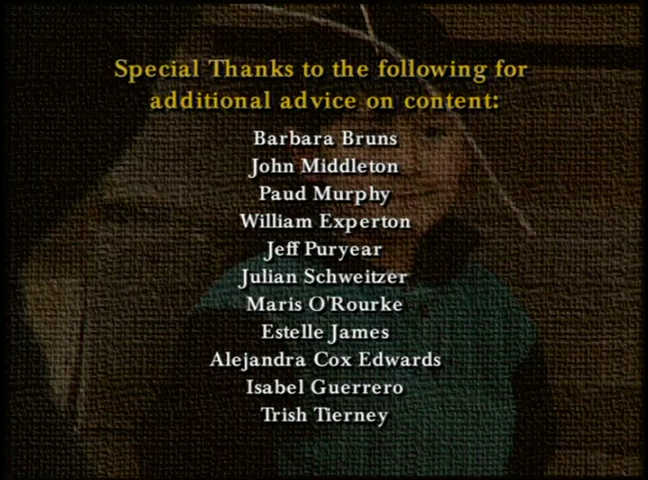 Special Thanks to the following for
additional advice on content:
Barbara Bruns
John Middleton
Paud Murphy
William Experton
Jeff Puryear
Julian Schweitzer
Maris O'Rourke
Estelle James
Alejandra Cox Edwards
Isabel Guerrero
Trish Tierney